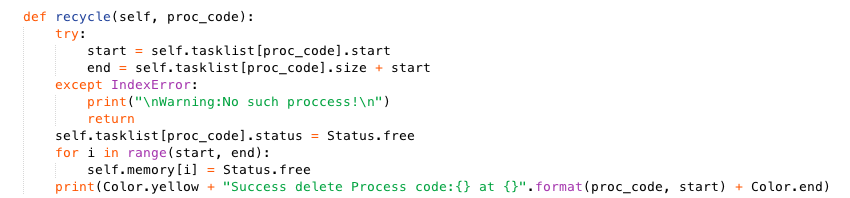 def recycle(self, proc_code):
    try:
        start = self.tasklist[proc_code].start
        end = self.tasklist[proc_code].size + start
    except IndexError:
        print("\nWarning:No such proccess!\n")
        return
    self.tasklist[proc_code].status = Status.free
    for i in range(start, end):
        self.memory[i] = Status.free
    print(Color.yellow + "Success delete Process code:{} at {}".format(proc_code, start) + Color.end)